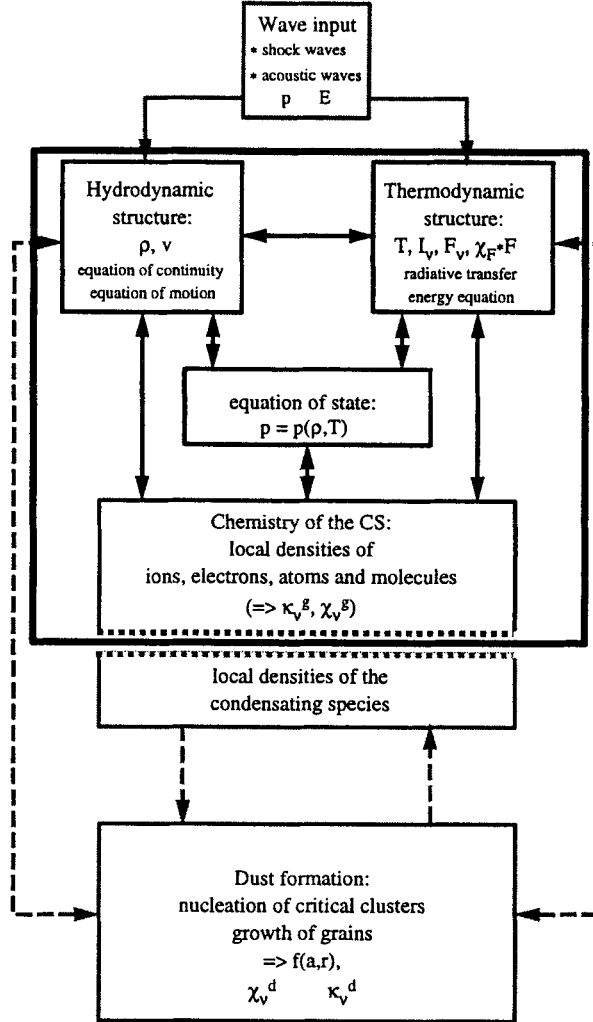 Wave input
* shock waves
* acoustic waves
p E
Hydrodynamic
structure:
ρ, v
equation of continuity
equation of motion
Thermodynamic
structure:
T, I_ν, F_ν, χ_F*F
radiative transfer
energy equation
equation of state:
p = p(ρ,T)
Chemistry of the CS:
local densities of
ions, electrons, atoms and molecules
(=> κ_ν^g, χ_ν^g)
local densities of the
condensating species
Dust formation:
nucleation of critical clusters
growth of grains
=> f(a,r),
χ_ν^d κ_ν^d